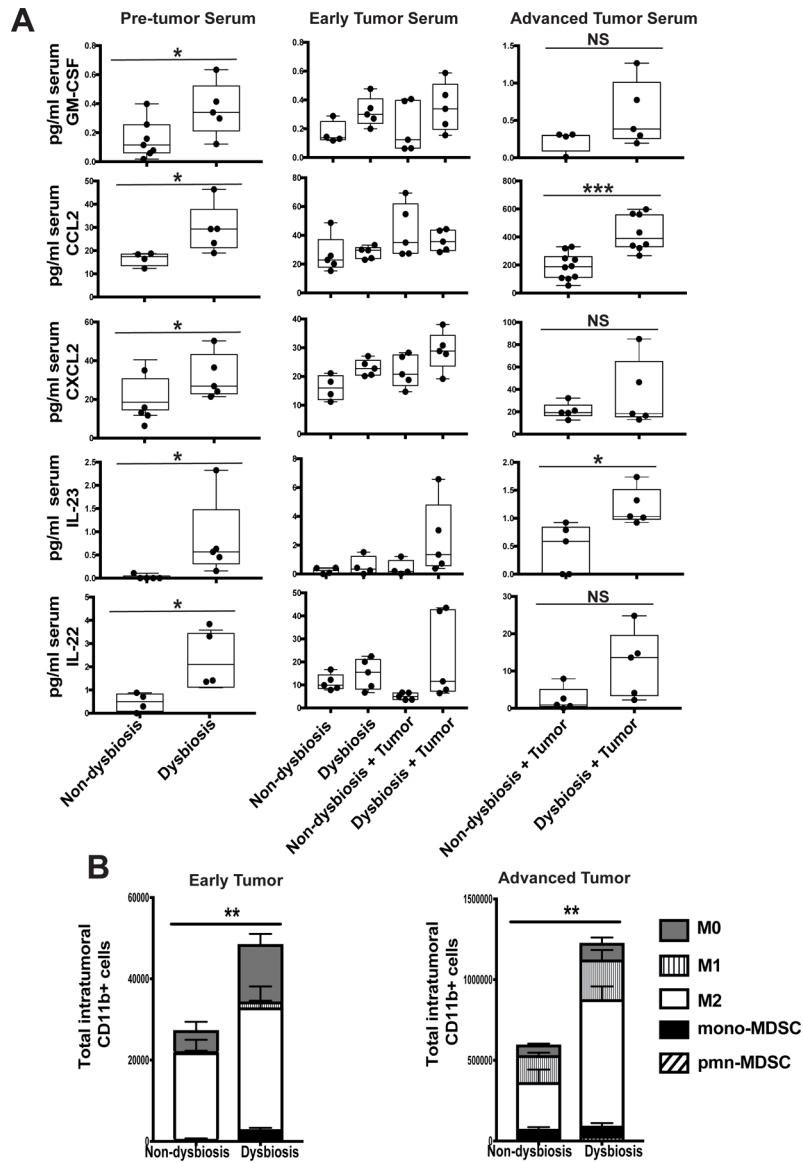 A
Pre-tumor Serum
Early Tumor Serum
Advanced Tumor Serum
pg/ml serum
GM-CSF
0.8
0.6
0.4
0.2
0.0
*
0.8
0.6
0.4
0.2
0.0
1.5
1.0
0.5
0.0
NS
pg/ml serum
CCL2
50
40
30
20
10
0
*
80
60
40
20
0
800
600
400
200
0
***
pg/ml serum
CXCL2
60
40
20
0
*
40
30
20
10
0
100
80
60
40
20
0
NS
pg/ml serum
IL-23
2.5
2.0
1.5
1.0
0.5
0.0
*
8
6
4
2
0
2.0
1.5
1.0
0.5
0.0
*
pg/ml serum
IL-22
5
4
3
2
1
0
*
50
40
30
20
10
0
30
20
10
0
NS
Non-dysbiosis
Dysbiosis
Non-dysbiosis
Dysbiosis
Non-dysbiosis + Tumor
Dysbiosis + Tumor
Non-dysbiosis + Tumor
Dysbiosis + Tumor
B
Early Tumor
Advanced Tumor
Total intratumoral
CD11b+ cells
60000
40000
20000
0
**
Non-dysbiosis
Dysbiosis
Total intratumoral
CD11b+ cells
1500000
1000000
500000
0
**
Non-dysbiosis
Dysbiosis
M0
M1
M2
mono-MDSC
pmn-MDSC